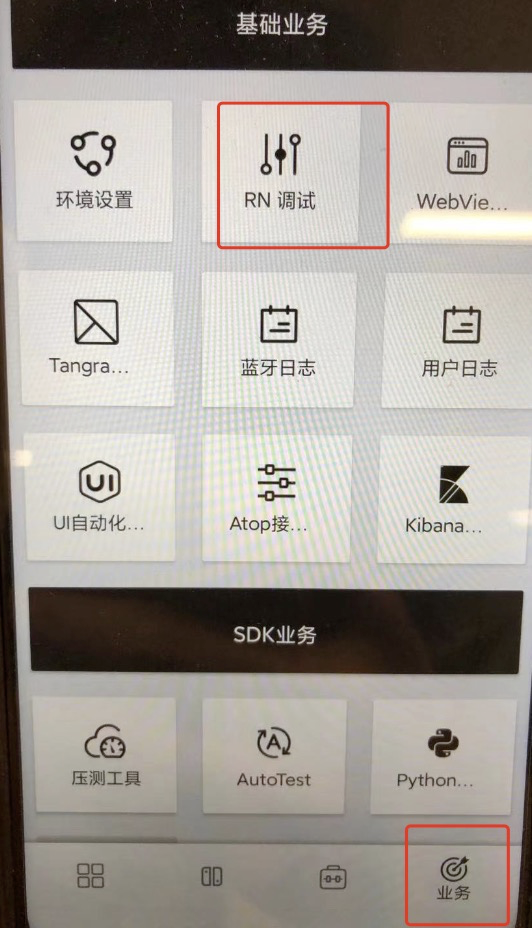 基础业务
环境设置
RN 调试
WebVie...
Tangra...
蓝牙日志
用户日志
UI
UI自动化...
Atop接...
Kibana...
SDK业务
A
压测工具
AutoTest
Python...
业务